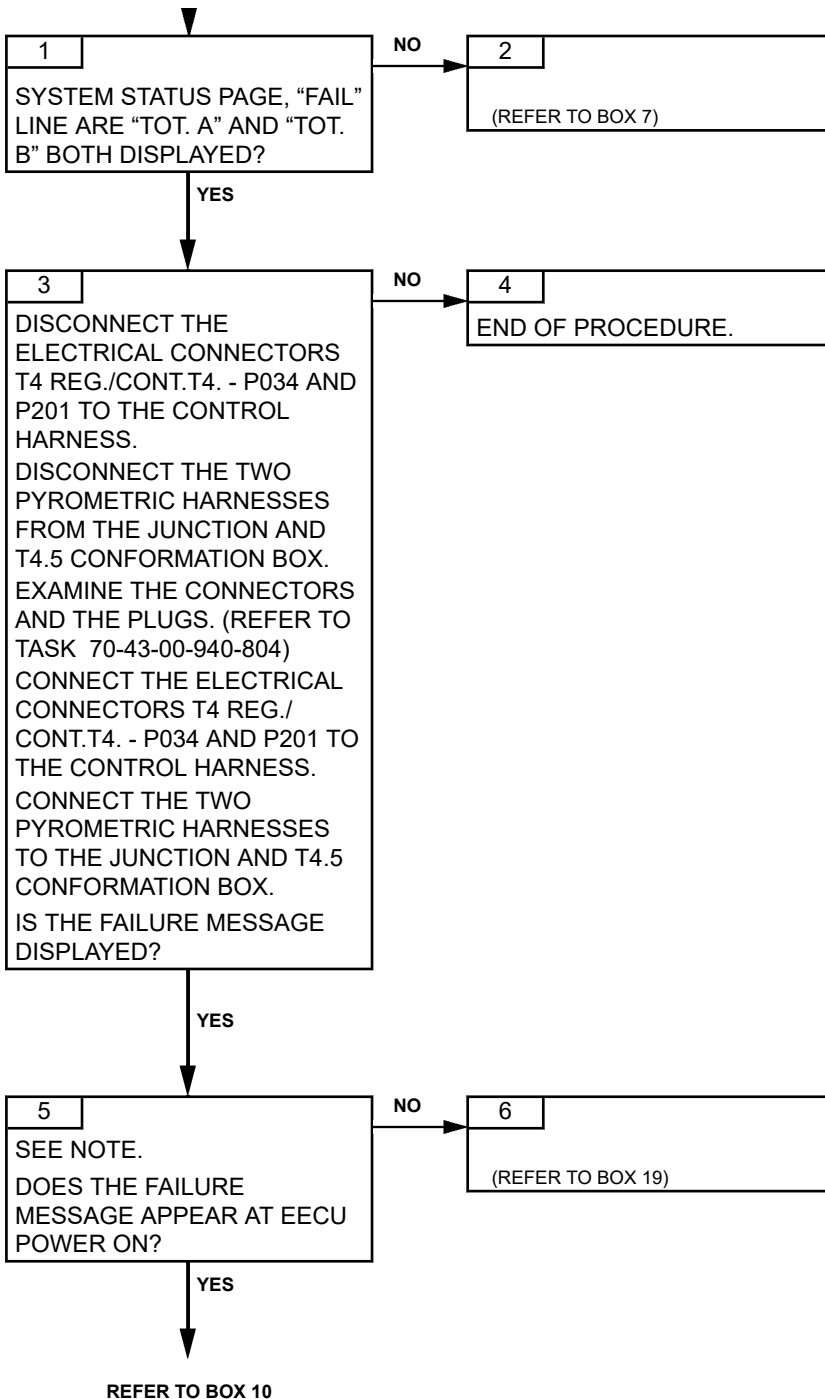 1
SYSTEM STATUS PAGE, “FAIL”
LINE ARE “TOT. A” AND “TOT.
B” BOTH DISPLAYED?
NO
2
(REFER TO BOX 7)
YES
3
DISCONNECT THE
ELECTRICAL CONNECTORS
T4 REG./CONT.T4. - P034 AND
P201 TO THE CONTROL
HARNESS.
DISCONNECT THE TWO
PYROMETRIC HARNESSES
FROM THE JUNCTION AND
T4.5 CONFORMATION BOX.
EXAMINE THE CONNECTORS
AND THE PLUGS. (REFER TO
TASK 70-43-00-940-804)
CONNECT THE ELECTRICAL
CONNECTORS T4 REG./
CONT.T4. - P034 AND P201 TO
THE CONTROL HARNESS.
CONNECT THE TWO
PYROMETRIC HARNESSES
TO THE JUNCTION AND T4.5
CONFORMATION BOX.
IS THE FAILURE MESSAGE
DISPLAYED?
NO
4
END OF PROCEDURE.
YES
5
SEE NOTE.
DOES THE FAILURE
MESSAGE APPEAR AT EECU
POWER ON?
NO
6
(REFER TO BOX 19)
YES
REFER TO BOX 10